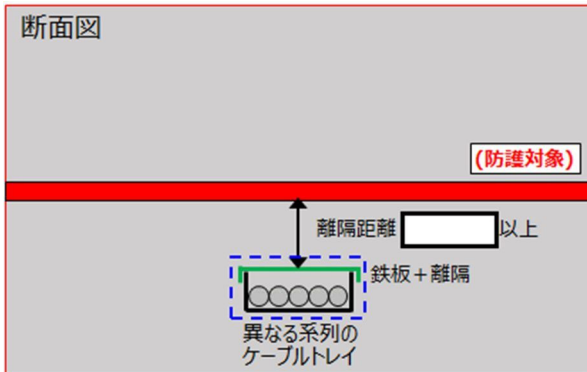 断面図
(防護対象)
離隔距離 以上
鉄板+離隔
異なる系列の
ケーブルトレイ